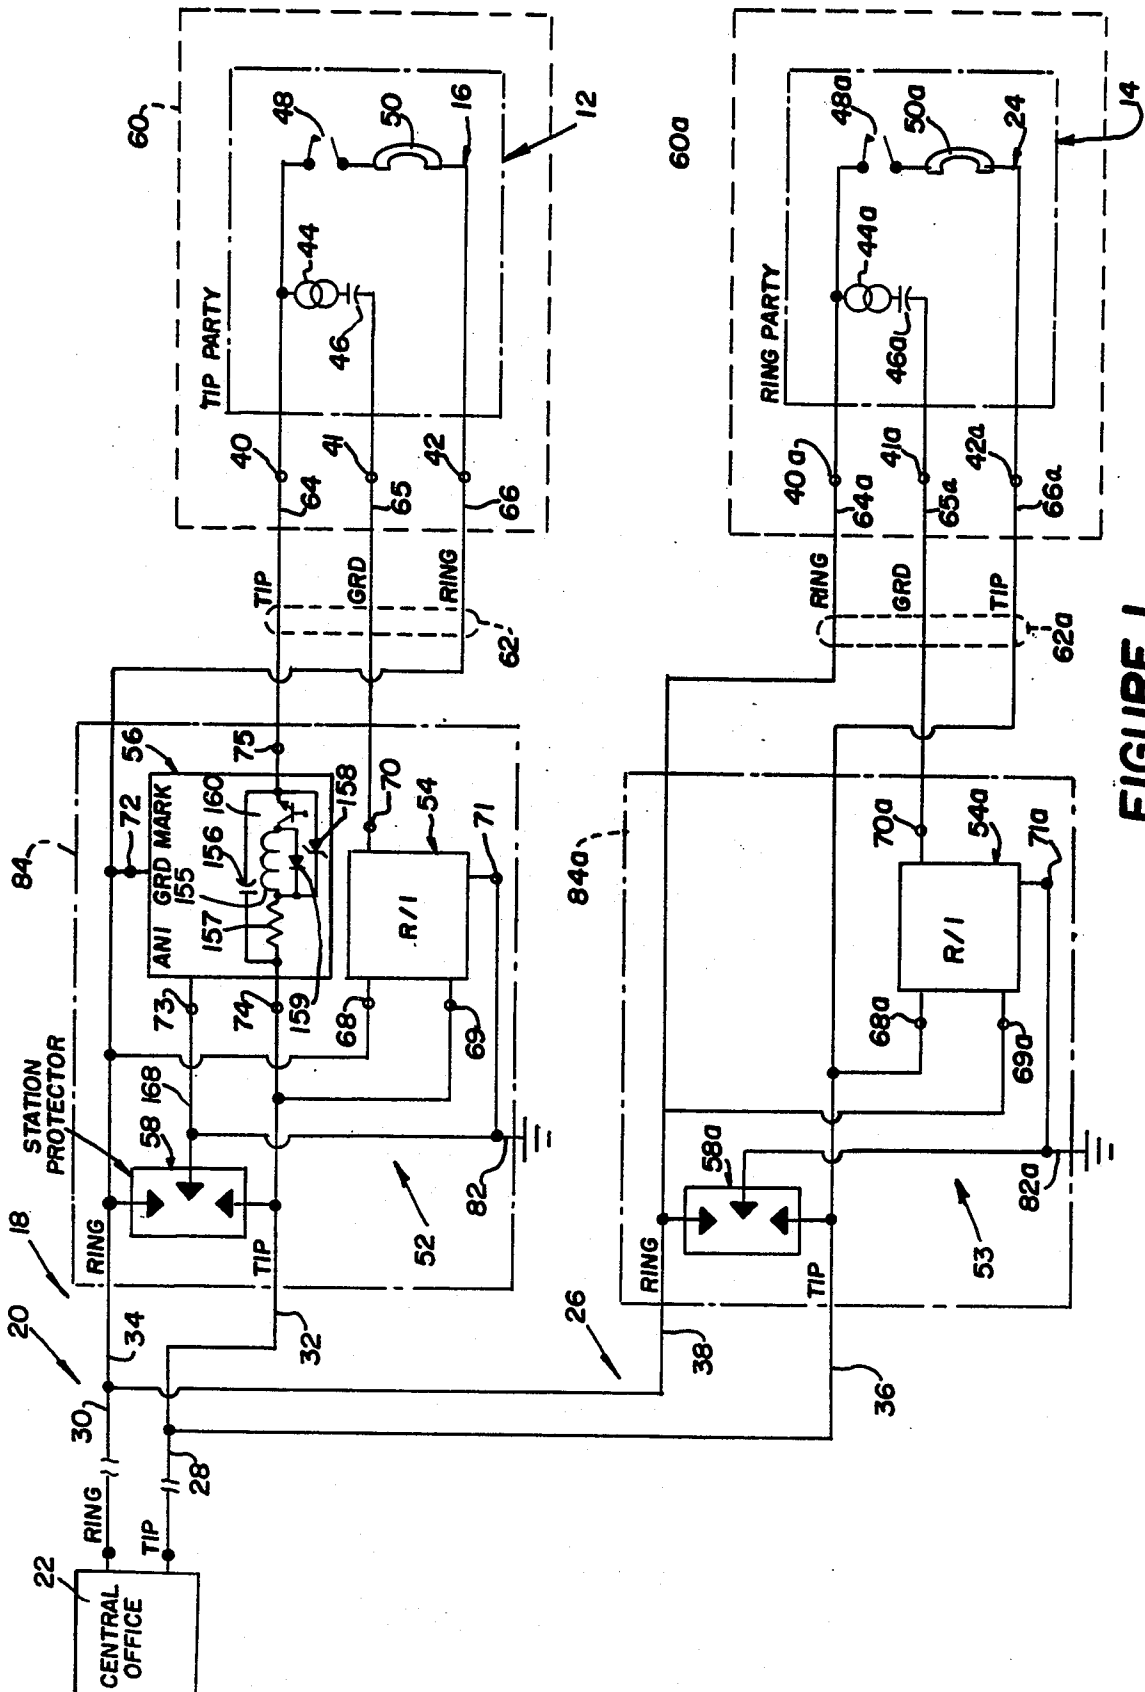 60
TIP PARTY
48
50
16
44
46
12
40
41
42
64
65
66
TIP
GRD
RING
62
84
72
56
ANI GRD MARK
155
156
160
157
75
158
159
70
54
R/I
71
73
74
68
69
STATION
PROTECTOR
168
58
82
52
RING
TIP
18
20
34
32
30
28
RING
TIP
22
CENTRAL
OFFICE
60a
RING PARTY
48a
50a
24
44a
46a
14
40a
41a
42a
64a
65a
66a
RING
GRD
TIP
62a
84a
70a
54a
R/I
71a
68a
69a
58a
82a
53
RING
TIP
26
38
36
FIGURE 1